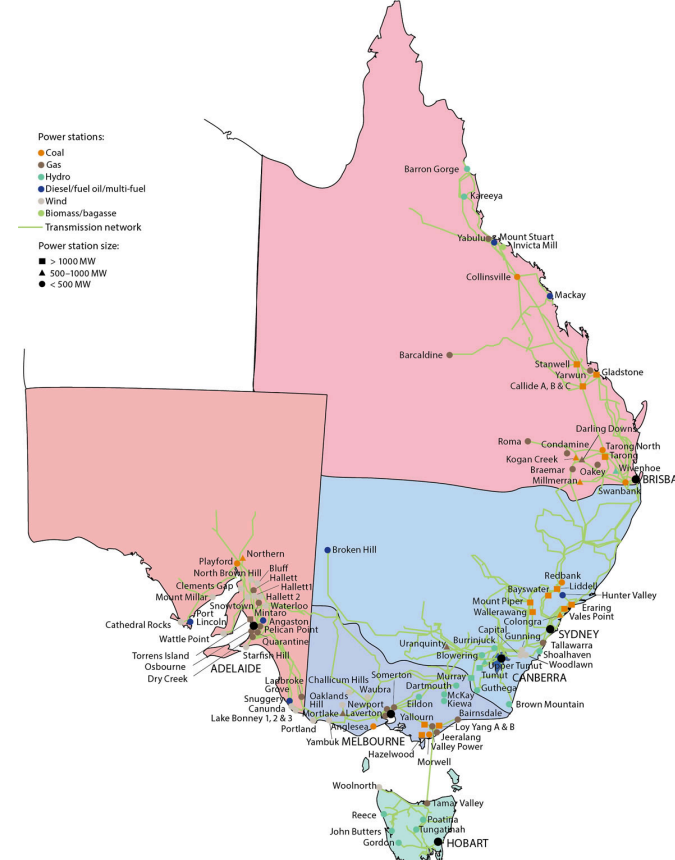 Power stations:
Coal
Gas
Hydro
Diesel/fuel oil/multi-fuel
Wind
Biomass/bagasse
Transmission network
Power station size:
> 1000 MW
500–1000 MW
< 500 MW
Barron Gorge
Kareeya
Yabulu
Mount Stuart
Invicta Mill
Collinsville
Mackay
Barcaldine
Stanwell
Yarwun
Gladstone
Callide A, B & C
Darling Downs
Roma
Condamine
Tarong North
Tarong
Kogan Creek
Braemar
Oakey
Wivenhoe
Millmerran
BRISBA
Swanbank
Broken Hill
Playford
Northern
North Brown Hill
Bluff
Hallett
Clements Gap
Hallett1
Mount Millar
Hallett 2
Snowtown
Waterloo
Port
Lincoln
Mintaro
Angaston
Cathedral Rocks
Pelican Point
Wattle Point
Quarantine
Torrens Island
Starfish Hill
Osbourne
Dry Creek
ADELAIDE
Redbank
Liddell
Bayswater
Hunter Valley
Mount Piper
Eraring
Wallerawang
Vales Point
Colongra
Capital
SYDNEY
Gunning
Burrinjuck
Uranquinty
Tallawarra
Blowering
Shoalhaven
Upper Tumut
Woodlawn
Murray
Tumut
CANBERRA
Guthega
Brown Mountain
Dartmouth
McKay
Kiewa
Ladbroke
Grove
Challicum Hills
Somerton
Waubra
Snuggery
Oaklands
Hill
Newport
Eildon
Canunda
Mortlake
Laverton
Yallourn
Bairnsdale
Lake Bonney 1, 2 & 3
Portland
Anglesea
Loy Yang A & B
Yambuk
MELBOURNE
Jeeralang
Valley Power
Hazelwood
Morwell
Woolnorth
Tamar Valley
Reece
Poatina
John Butters
Tungatinah
Gordon
HOBART